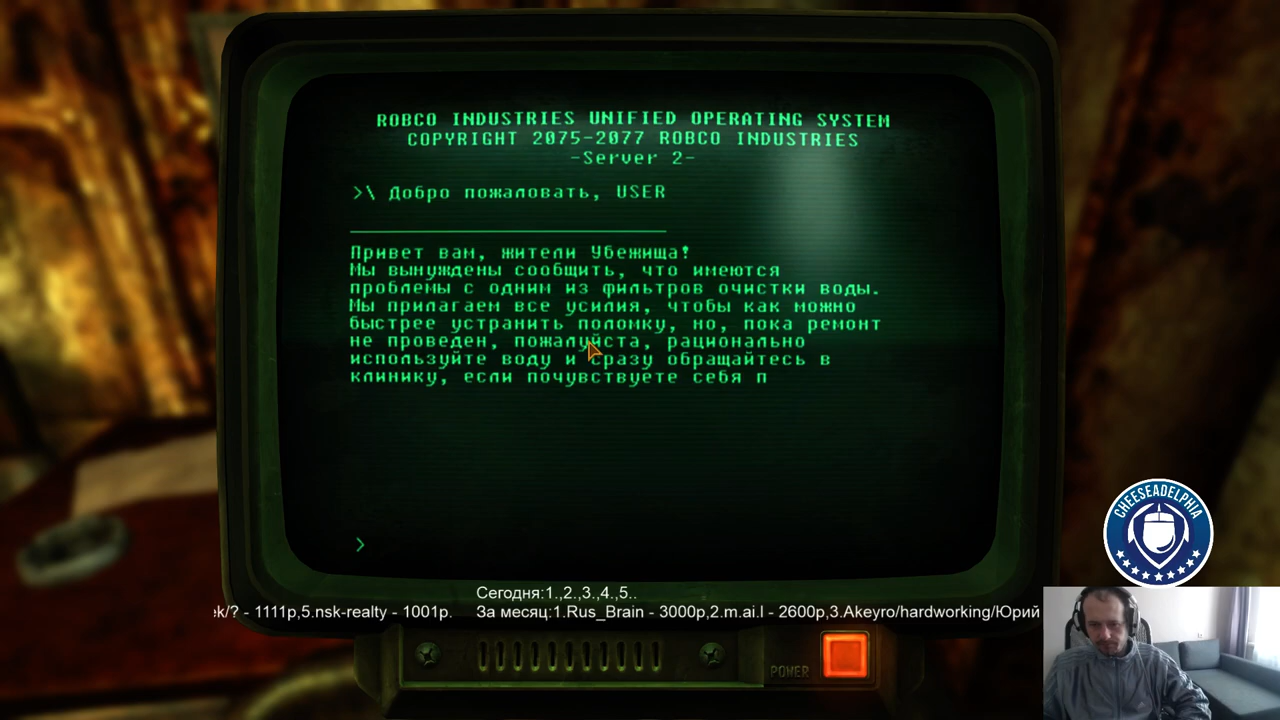 ROBCO INDUSTRIES UNIFIED OPERATING SYSTEM
COPYRIGHT 2075-2077 ROBCO INDUSTRIES
-Server 2-
>\ Добро пожаловать, USER
Привет вам, жители Убежища!
Мы вынуждены сообщить, что имеются
проблемы с одним из фильтров очистки воды.
Мы прилагаем все усилия, чтобы как можно
быстрее устранить поломку, но, пока ремонт
не проведен, пожалуйста, рационально
используйте воду и сразу обращайтесь в
клинику, если почувствуете себя п
>
CHEESEADELPHIA
Сегодня:1.,2.,3.,4.,5..
ek/? - 1111р,5.nsk-realty - 1001р. За месяц:1.Rus_Brain - 3000р,2.m.ai.l - 2600р,3.Akeyro/hardworking/Юрий
POWER